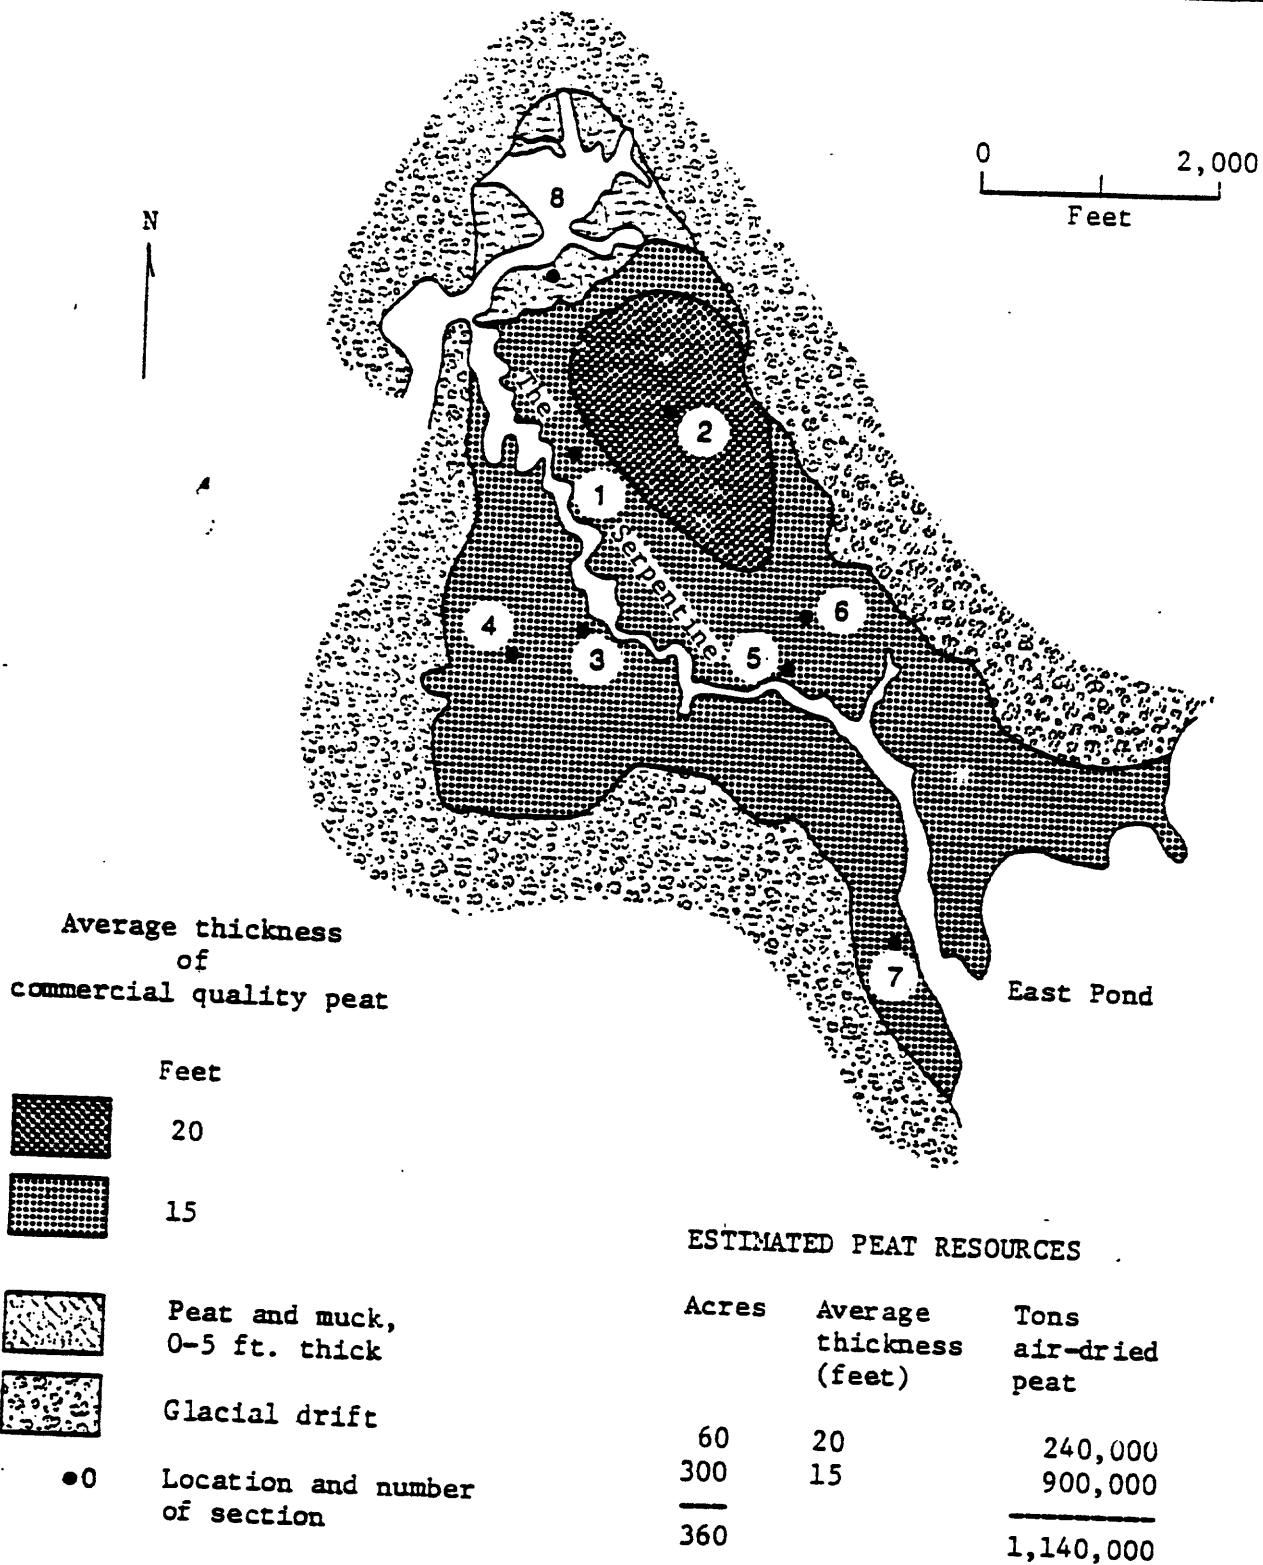 0 2,000
Feet
N
8
The
2
1
Serpentine
6
4
5
3
7
East Pond
Average thickness
of
commercial quality peat
Feet
20
15
Peat and muck,
0-5 ft. thick
Glacial drift
●0 Location and number
of section
ESTIMATED PEAT RESOURCES
Acres Average Tons
thickness air-dried
(feet) peat
60 20 240,000
300 15 900,000
360 1,140,000